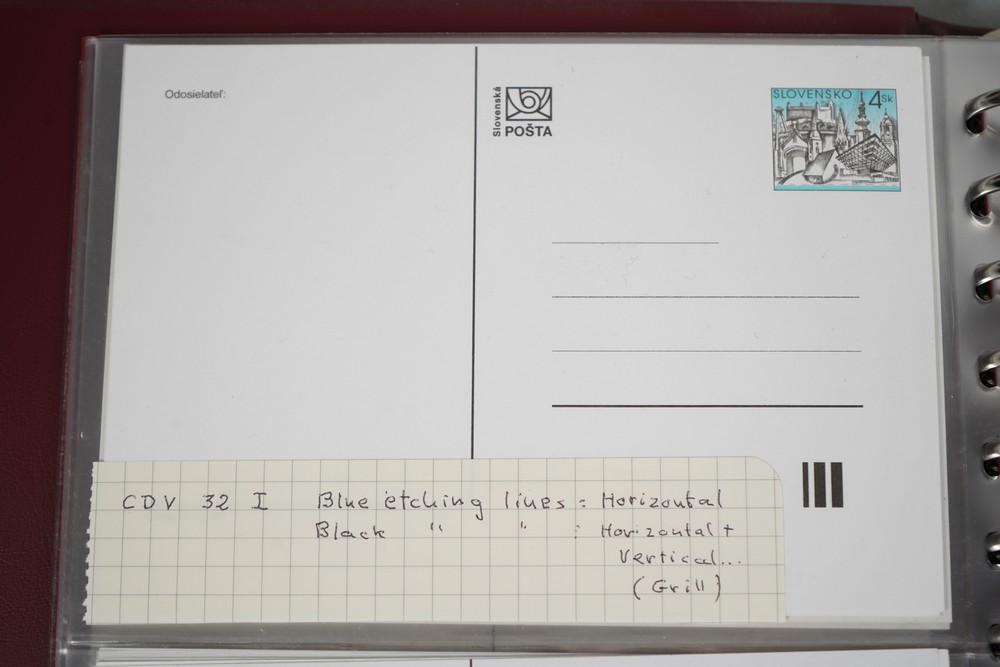 Odosielateľ:
Slovenská
POŠTA
SLOVENSKO
4Sk
CDV 32 I Blue etching lines : Horizontal
Black " " : Horizontal +
Vertical...
(Grill)